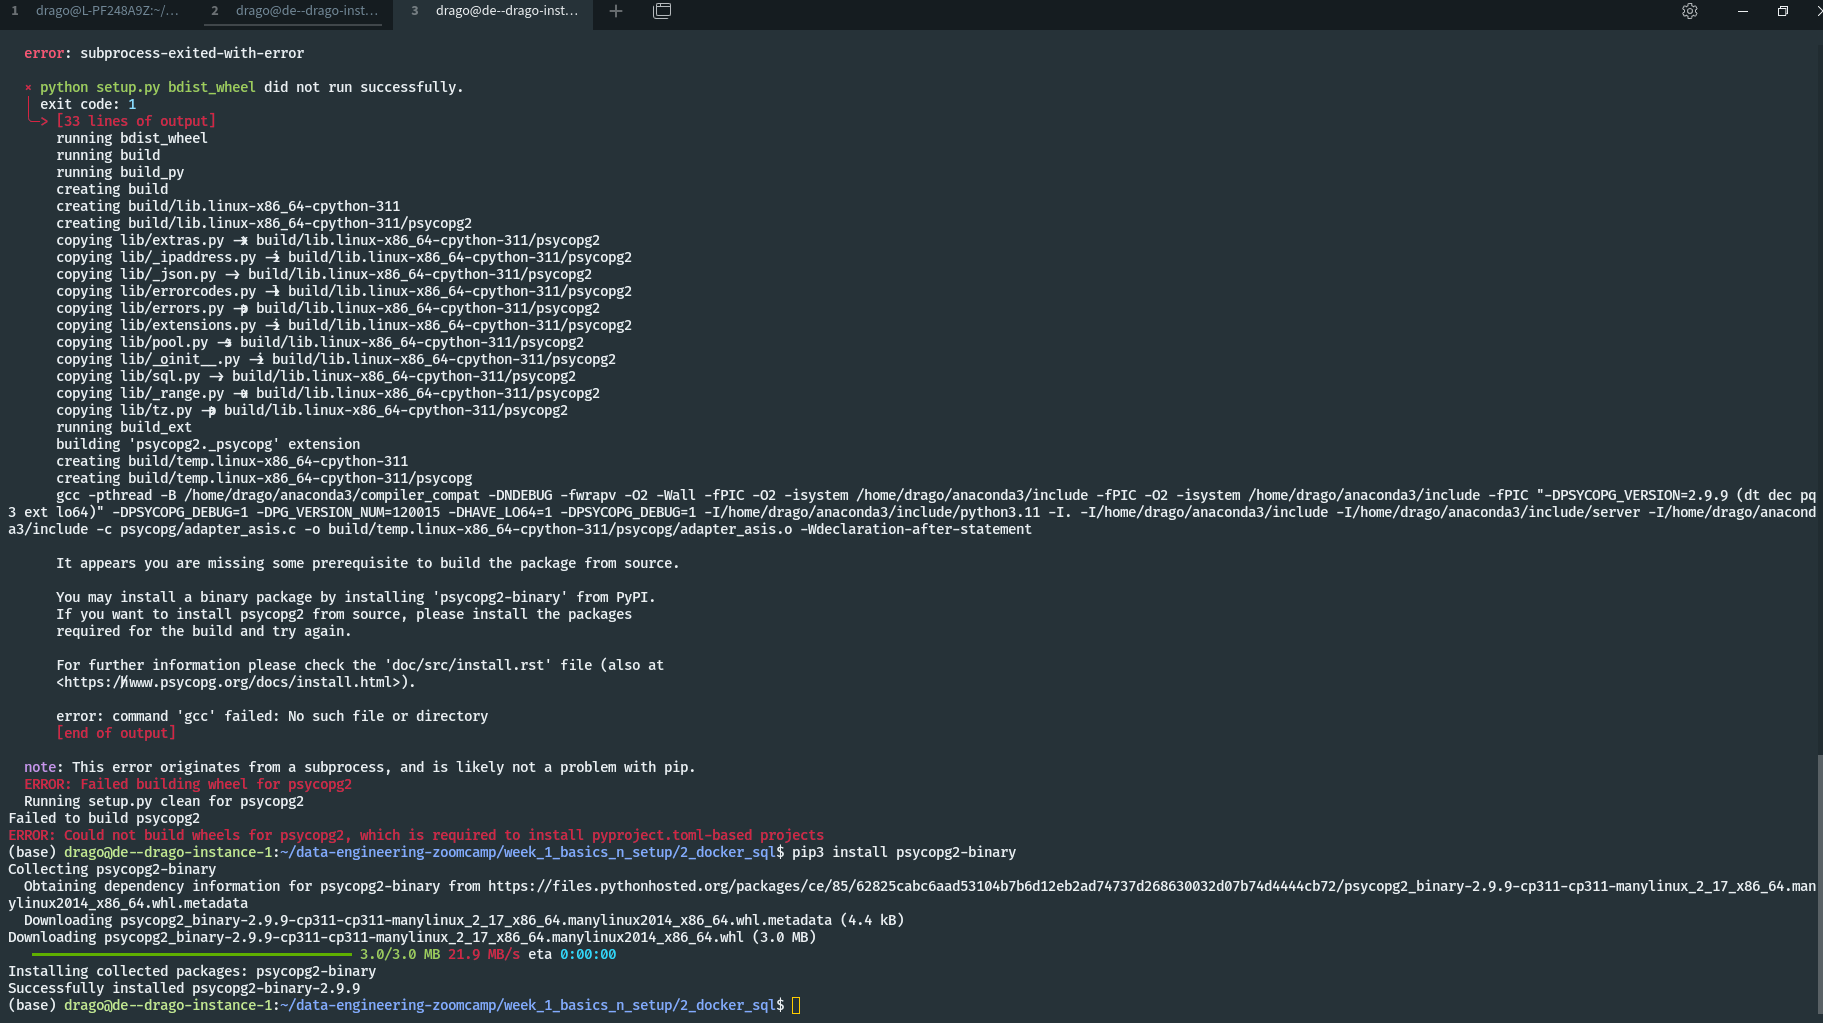 1 drago@L-PF248A9Z:~/... 2 drago@de--drago-inst... 3 drago@de--drago-inst...
error: subprocess-exited-with-error
× python setup.py bdist_wheel did not run successfully.
exit code: 1
╰─> [33 lines of output]
running bdist_wheel
running build
running build_py
creating build
creating build/lib.linux-x86_64-cpython-311
creating build/lib.linux-x86_64-cpython-311/psycopg2
copying lib/extras.py -> build/lib.linux-x86_64-cpython-311/psycopg2
copying lib/_ipaddress.py -> build/lib.linux-x86_64-cpython-311/psycopg2
copying lib/_json.py -> build/lib.linux-x86_64-cpython-311/psycopg2
copying lib/errorcodes.py -> build/lib.linux-x86_64-cpython-311/psycopg2
copying lib/errors.py -> build/lib.linux-x86_64-cpython-311/psycopg2
copying lib/extensions.py -> build/lib.linux-x86_64-cpython-311/psycopg2
copying lib/pool.py -> build/lib.linux-x86_64-cpython-311/psycopg2
copying lib/__init__.py -> build/lib.linux-x86_64-cpython-311/psycopg2
copying lib/sql.py -> build/lib.linux-x86_64-cpython-311/psycopg2
copying lib/_range.py -> build/lib.linux-x86_64-cpython-311/psycopg2
copying lib/tz.py -> build/lib.linux-x86_64-cpython-311/psycopg2
running build_ext
building 'psycopg2._psycopg' extension
creating build/temp.linux-x86_64-cpython-311
creating build/temp.linux-x86_64-cpython-311/psycopg
gcc -pthread -B /home/drago/anaconda3/compiler_compat -DNDEBUG -fwrapv -O2 -Wall -fPIC -O2 -isystem /home/drago/anaconda3/include -fPIC -O2 -isystem /home/drago/anaconda3/include -fPIC "-DPSYCOPG_VERSION=2.9.9 (dt dec pq
3 ext lo64)" -DPSYCOPG_DEBUG=1 -DPG_VERSION_NUM=120015 -DHAVE_LO64=1 -DPSYCOPG_DEBUG=1 -I/home/drago/anaconda3/include/python3.11 -I. -I/home/drago/anaconda3/include -I/home/drago/anaconda3/include/server -I/home/drago/anacond
a3/include -c psycopg/adapter_asis.c -o build/temp.linux-x86_64-cpython-311/psycopg/adapter_asis.o -Wdeclaration-after-statement
It appears you are missing some prerequisite to build the package from source.
You may install a binary package by installing 'psycopg2-binary' from PyPI.
If you want to install psycopg2 from source, please install the packages
required for the build and try again.
For further information please check the 'doc/src/install.rst' file (also at
<https://www.psycopg.org/docs/install.html>).
error: command 'gcc' failed: No such file or directory
[end of output]
note: This error originates from a subprocess, and is likely not a problem with pip.
ERROR: Failed building wheel for psycopg2
Running setup.py clean for psycopg2
Failed to build psycopg2
ERROR: Could not build wheels for psycopg2, which is required to install pyproject.toml-based projects
(base) drago@de--drago-instance-1:~/data-engineering-zoomcamp/week_1_basics_n_setup/2_docker_sql$ pip3 install psycopg2-binary
Collecting psycopg2-binary
Obtaining dependency information for psycopg2-binary from https://files.pythonhosted.org/packages/ce/85/62825cabc6aad53104b7b6d12eb2ad74737d268630032d07b74d4444cb72/psycopg2_binary-2.9.9-cp311-cp311-manylinux_2_17_x86_64.man
ylinux2014_x86_64.whl.metadata
Downloading psycopg2_binary-2.9.9-cp311-cp311-manylinux_2_17_x86_64.manylinux2014_x86_64.whl.metadata (4.4 kB)
Downloading psycopg2_binary-2.9.9-cp311-cp311-manylinux_2_17_x86_64.manylinux2014_x86_64.whl (3.0 MB)
3.0/3.0 MB 21.9 MB/s eta 0:00:00
Installing collected packages: psycopg2-binary
Successfully installed psycopg2-binary-2.9.9
(base) drago@de--drago-instance-1:~/data-engineering-zoomcamp/week_1_basics_n_setup/2_docker_sql$